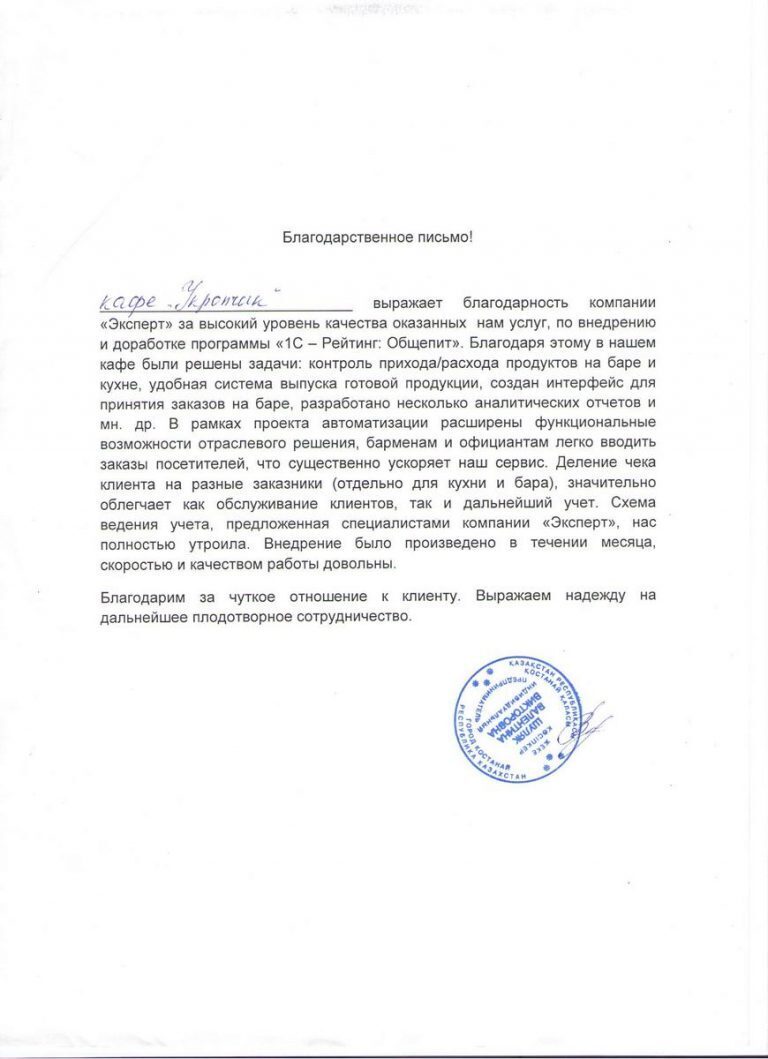 Благодарственное письмо!
кафе „Укропчик“ выражает благодарность компании
«Эксперт» за высокий уровень качества оказанных нам услуг, по внедрению
и доработке программы «1С – Рейтинг: Общепит». Благодаря этому в нашем
кафе были решены задачи: контроль прихода/расхода продуктов на баре и
кухне, удобная система выпуска готовой продукции, создан интерфейс для
принятия заказов на баре, разработано несколько аналитических отчетов и
мн. др. В рамках проекта автоматизации расширены функциональные
возможности отраслевого решения, барменам и официантам легко вводить
заказы посетителей, что существенно ускоряет наш сервис. Деление чека
клиента на разные заказники (отдельно для кухни и бара), значительно
облегчает как обслуживание клиентов, так и дальнейший учет. Схема
ведения учета, предложенная специалистами компании «Эксперт», нас
полностью утроила. Внедрение было произведено в течении месяца,
скоростью и качеством работы довольны.
Благодарим за чуткое отношение к клиенту. Выражаем надежду на
дальнейшее плодотворное сотрудничество.
ҚАЗАҚСТАН РЕСПУБЛИКАСЫ
ҚОСТАНАЙ ҚАЛАСЫ
ЖЕКЕ
КӘСІПКЕР
ШУЛЯК
ВАЛЕНТИНА
ВИКТОРОВНА
ИНДИВИДУАЛЬНЫЙ
ПРЕДПРИНИМАТЕЛЬ
ГОРОД КОСТАНАЙ
РЕСПУБЛИКА КАЗАХСТАН